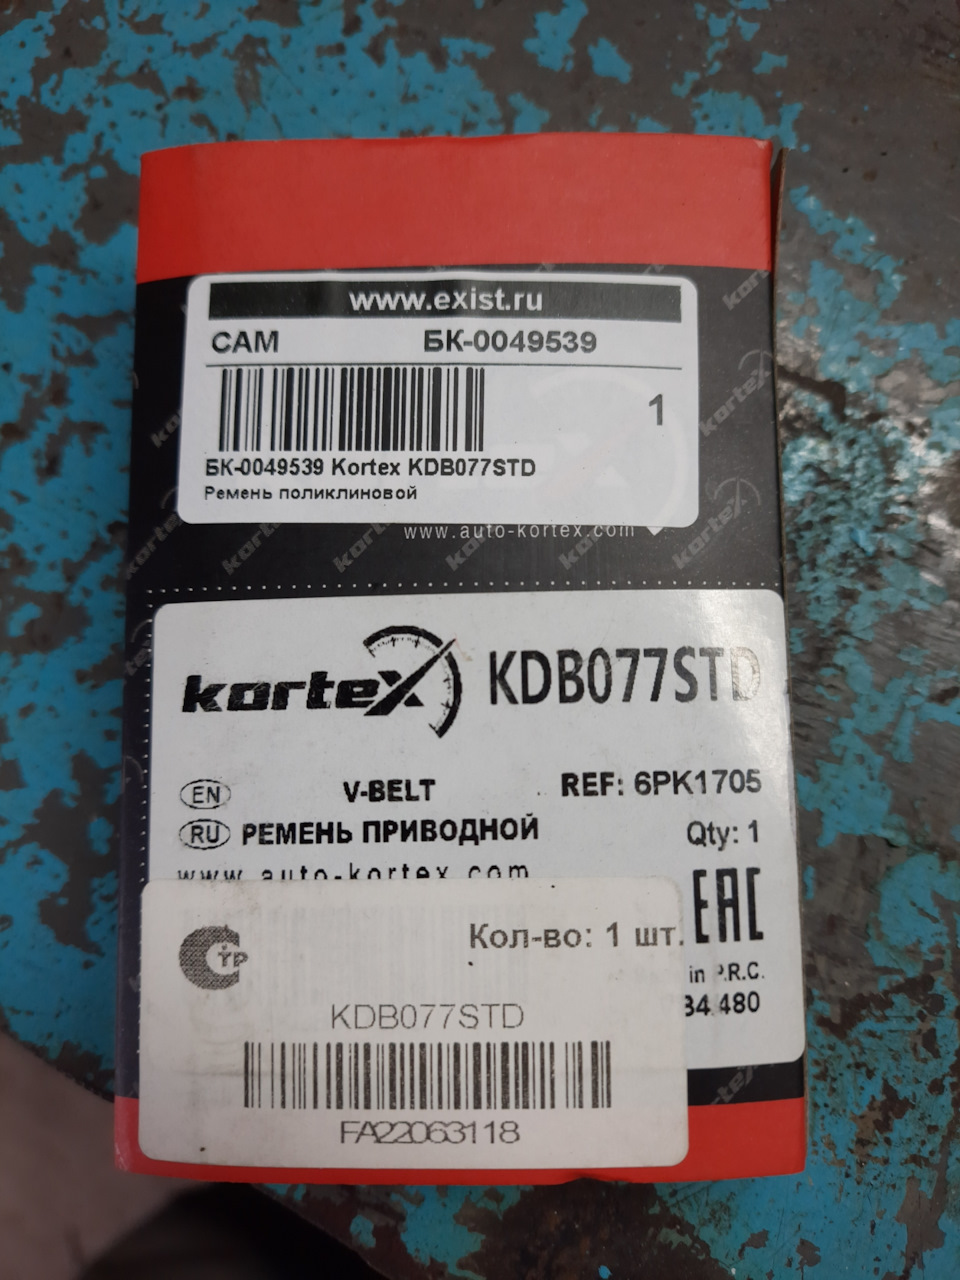 www.exist.ru
САМ БК-0049539
1
БК-0049539 Kortex KDB077STD
Ремень поликлиновой
www.auto-kortex.com
kortex KDB077STD
EN V-BELT REF: 6PK1705
RU РЕМЕНЬ ПРИВОДНОЙ Qty: 1
www.auto-kortex.com
EAC
Кол-во: 1 шт.
in P.R.C.
34480
KDB077STD
FA22063118